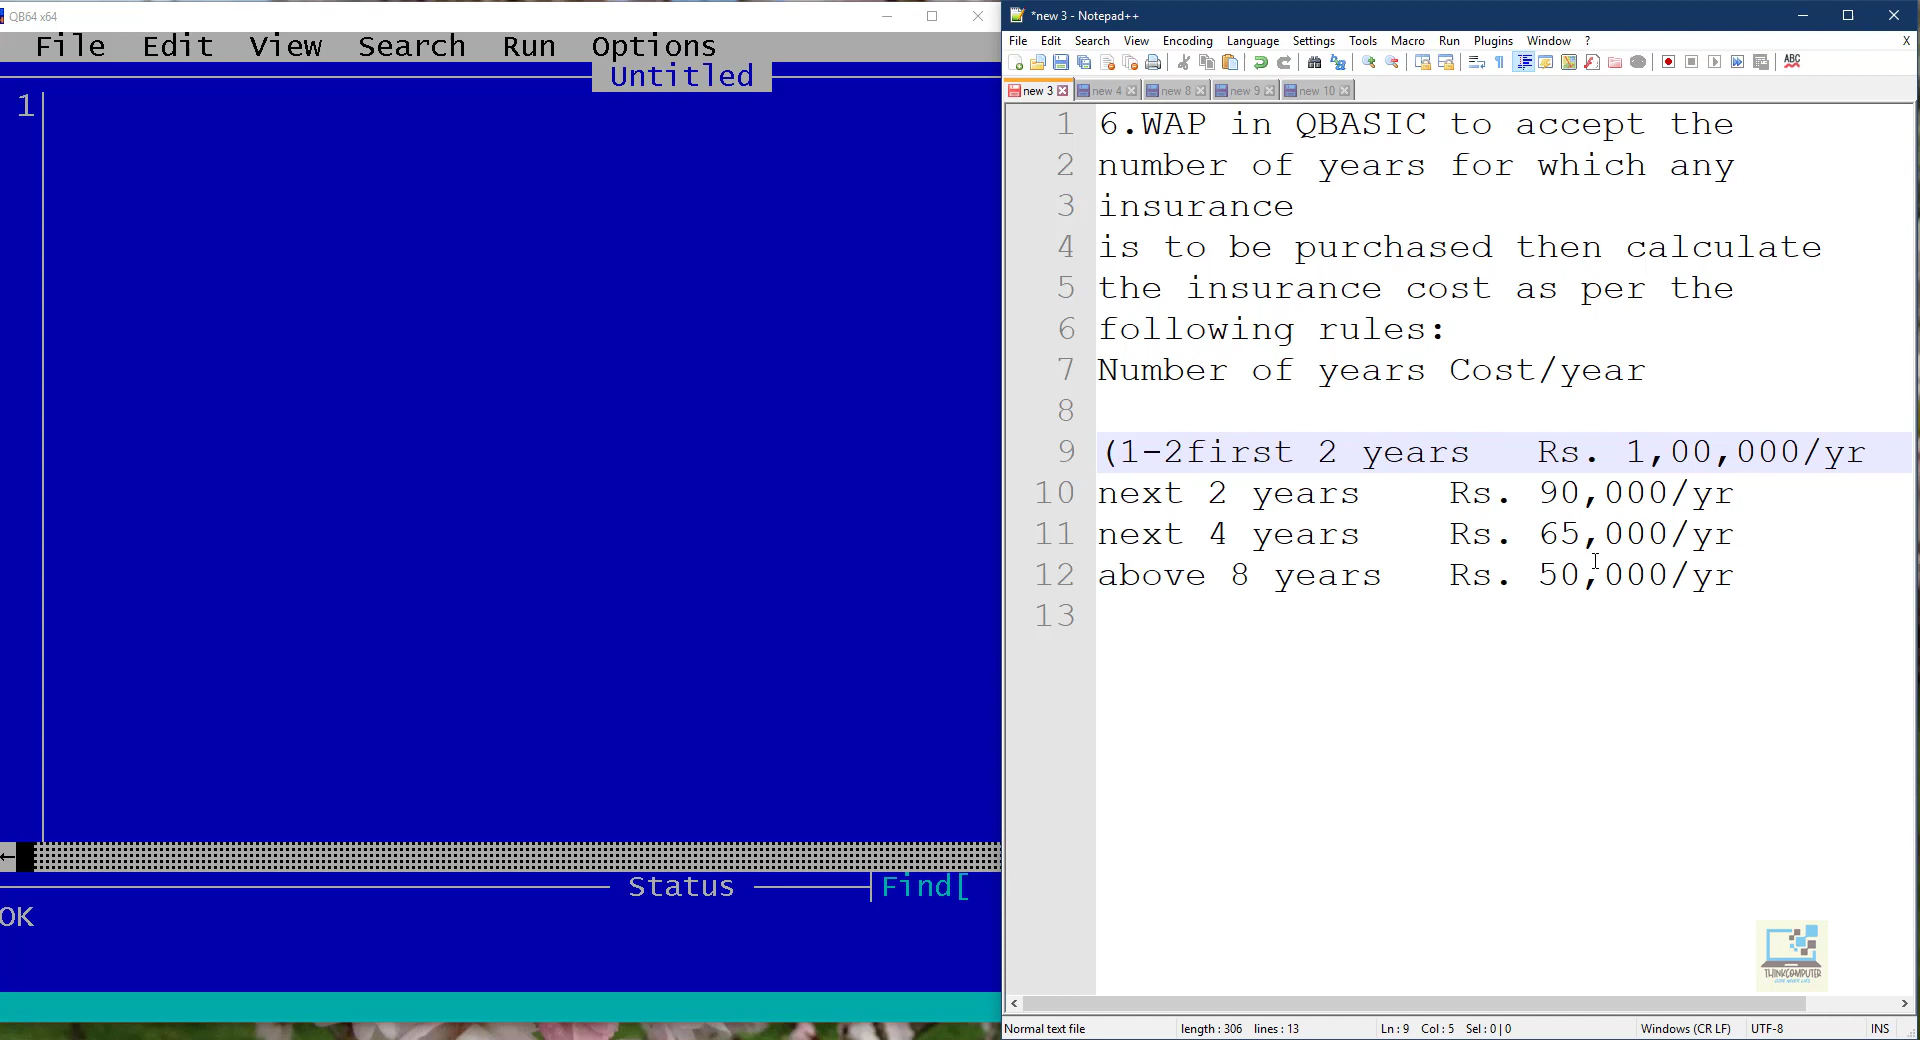 QB64 x64
File Edit View Search Run Options
Untitled
1
Status
Find[
OK
*new 3 - Notepad++
File Edit Search View Encoding Language Settings Tools Macro Run Plugins Window ? X
ABC
new 3 new 4 new 8 new 9 new 10
1 6.WAP in QBASIC to accept the
2 number of years for which any
3 insurance
4 is to be purchased then calculate
5 the insurance cost as per the
6 following rules:
7 Number of years Cost/year
8
9 (1-2first 2 years Rs. 1,00,000/yr
10 next 2 years Rs. 90,000/yr
11 next 4 years Rs. 65,000/yr
12 above 8 years Rs. 50,000/yr
13
THINKCOMPUTER
Normal text file length : 306 lines : 13 Ln : 9 Col : 5 Sel : 0 | 0 Windows (CR LF) UTF-8 INS